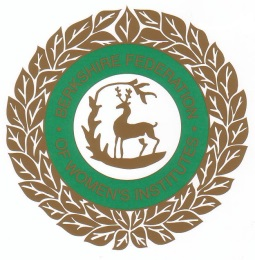 BERKSHIRE FEDERATION
OF WOMEN'S INSTITUTES